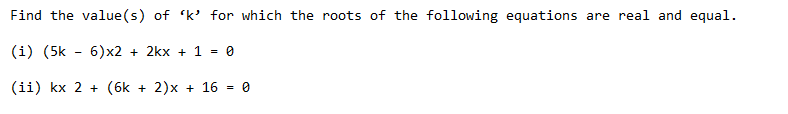 Find the value(s) of ‘k’ for which the roots of the following equations are real and equal.
(i) (5k - 6)x2 + 2kx + 1 = 0
(ii) kx 2 + (6k + 2)x + 16 = 0